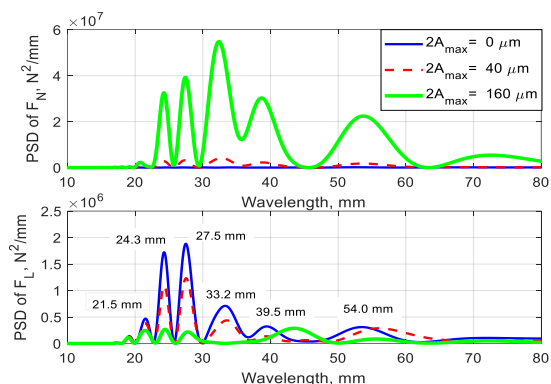 ×10^7
6
4
2
0
PSD of F_N, N^2/mm
10 20 30 40 50 60 70 80
Wavelength, mm
2A_max= 0 μm
2A_max= 40 μm
2A_max= 160 μm
×10^6
2.5
2
1.5
1
0.5
0
PSD of F_L, N^2/mm
24.3 mm
27.5 mm
21.5 mm
33.2 mm
39.5 mm
54.0 mm
10 20 30 40 50 60 70 80
Wavelength, mm